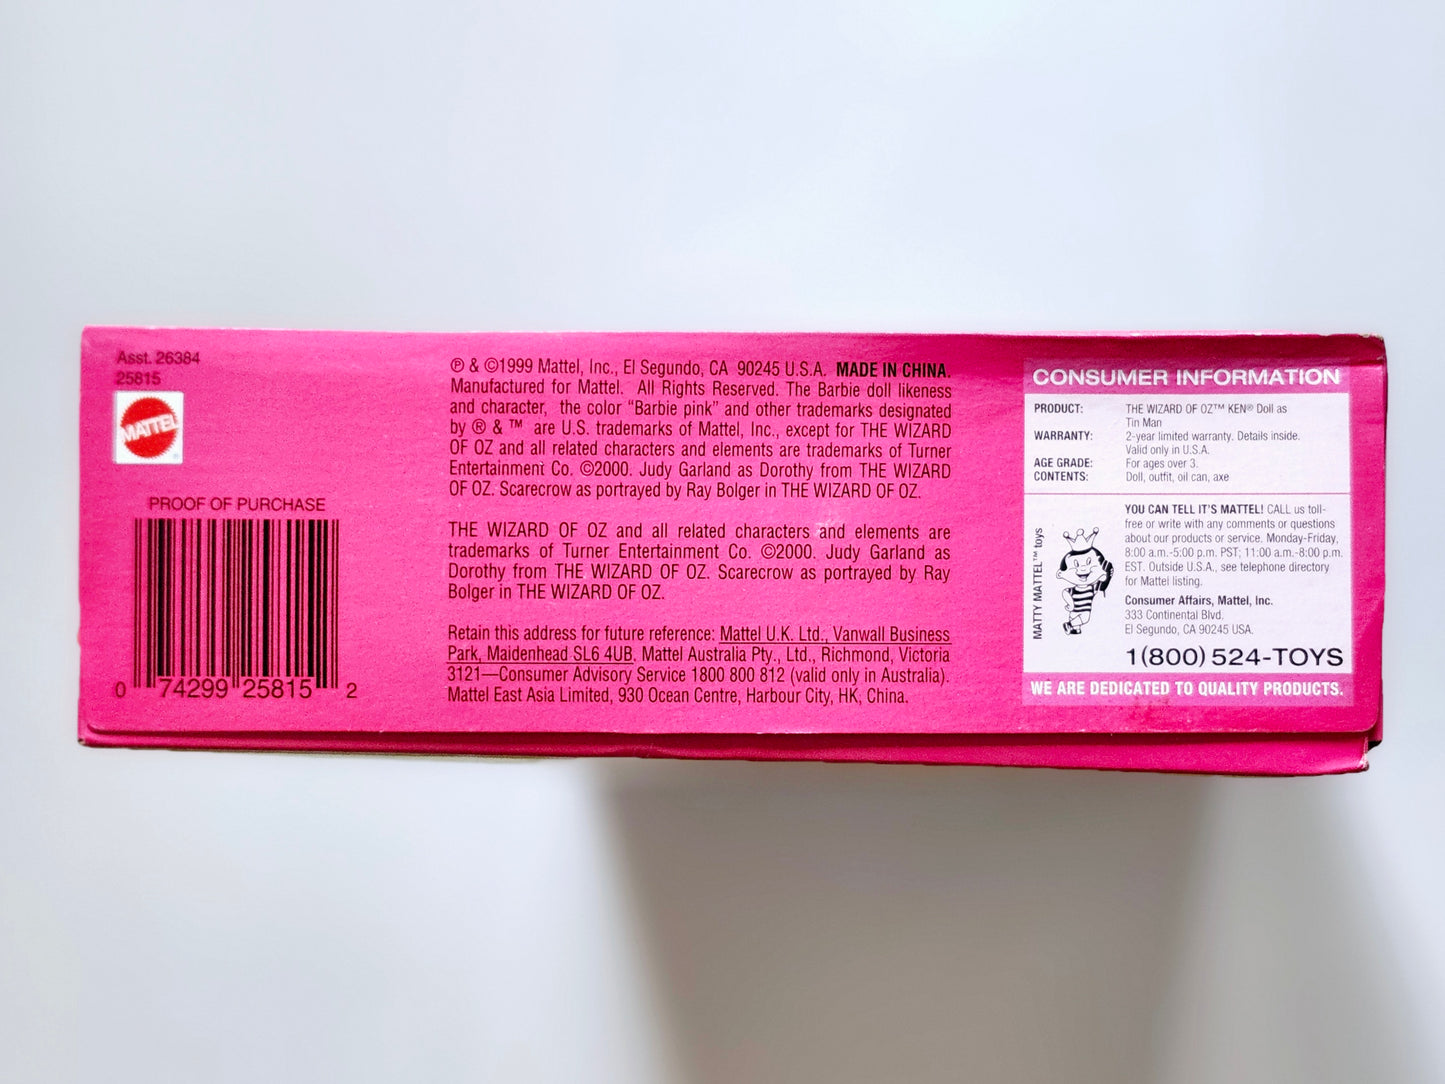 Asst. 26384
25815
MATTEL
PROOF OF PURCHASE
0 74299 25815 2
℗ & ©1999 Mattel, Inc., El Segundo, CA 90245 U.S.A. MADE IN CHINA.
Manufactured for Mattel. All Rights Reserved. The Barbie doll likeness
and character, the color "Barbie pink" and other trademarks designated
by ® & ™ are U.S. trademarks of Mattel, Inc., except for THE WIZARD
OF OZ and all related characters and elements are trademarks of Turner
Entertainment Co. ©2000. Judy Garland as Dorothy from THE WIZARD
OF OZ. Scarecrow as portrayed by Ray Bolger in THE WIZARD OF OZ.
THE WIZARD OF OZ and all related characters and elements are
trademarks of Turner Entertainment Co. ©2000. Judy Garland as
Dorothy from THE WIZARD OF OZ. Scarecrow as portrayed by Ray
Bolger in THE WIZARD OF OZ.
Retain this address for future reference: Mattel U.K. Ltd., Vanwall Business
Park, Maidenhead SL6 4UB. Mattel Australia Pty., Ltd., Richmond, Victoria
3121—Consumer Advisory Service 1800 800 812 (valid only in Australia).
Mattel East Asia Limited, 930 Ocean Centre, Harbour City, HK, China.
CONSUMER INFORMATION
PRODUCT: THE WIZARD OF OZ™ KEN® Doll as
Tin Man
WARRANTY: 2-year limited warranty. Details inside.
Valid only in U.S.A.
AGE GRADE: For ages over 3.
CONTENTS: Doll, outfit, oil can, axe
MATTY MATTEL™ toys
YOU CAN TELL IT'S MATTEL! CALL us toll-
free or write with any comments or questions
about our products or service. Monday-Friday,
8:00 a.m.-5:00 p.m. PST; 11:00 a.m.-8:00 p.m.
EST. Outside U.S.A., see telephone directory
for Mattel listing.
Consumer Affairs, Mattel, Inc.
333 Continental Blvd.
El Segundo, CA 90245 USA.
1(800) 524-TOYS
WE ARE DEDICATED TO QUALITY PRODUCTS.